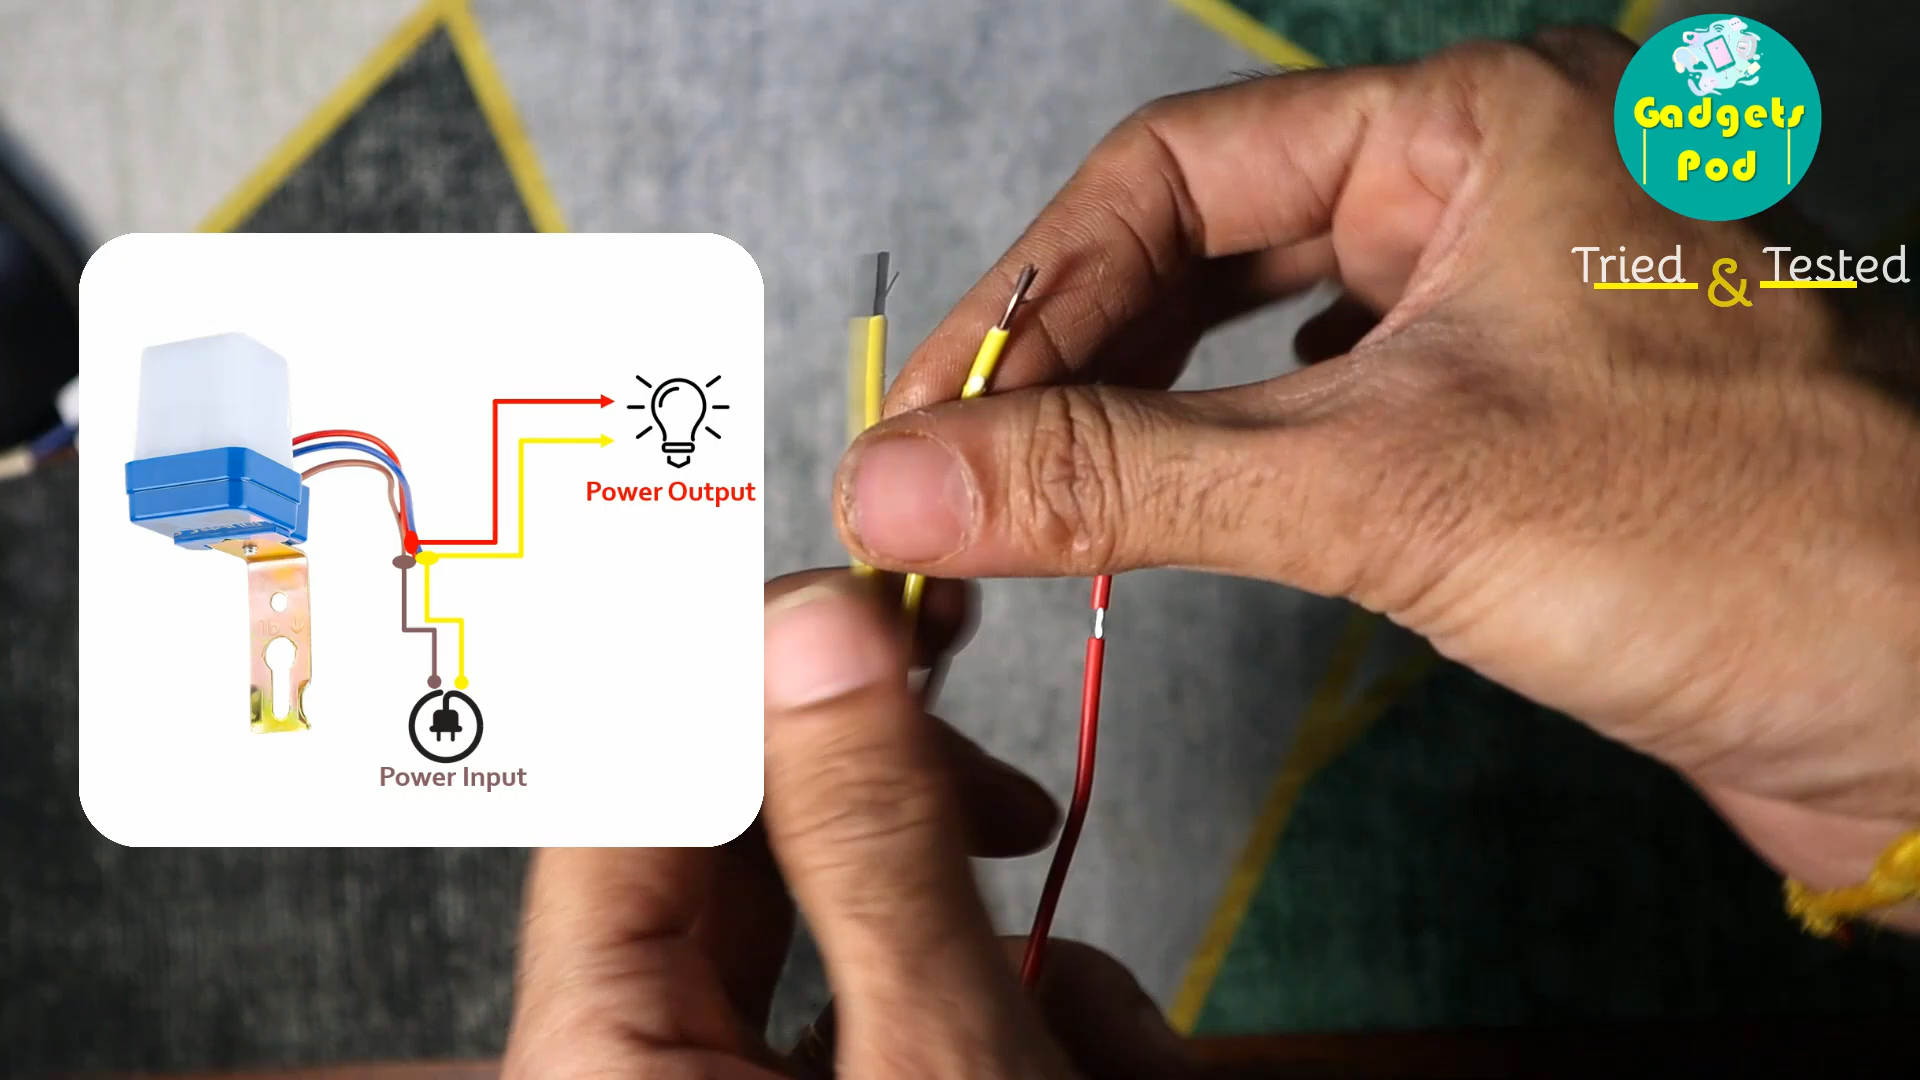 Gadgets
Pod
Tried & Tested
Power Output
Power Input